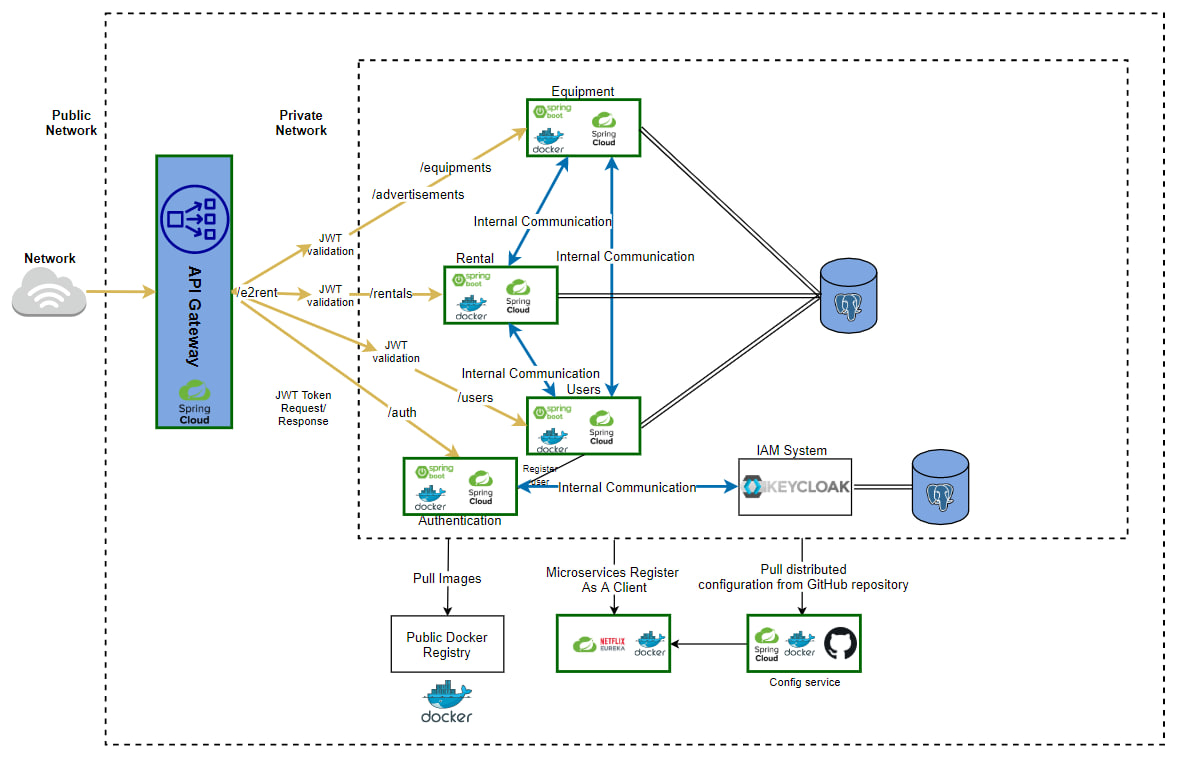 Public
Network
Private
Network
Network
API Gateway
Spring
Cloud
/e2rent
JWT
validation
/advertisements
/equipments
JWT
validation
/rentals
JWT
validation
/users
JWT Token
Request/
Response
/auth
Equipment
spring
boot
docker
Spring
Cloud
Internal Communication
Internal Communication
Rental
spring
boot
docker
Spring
Cloud
Internal Communication
Users
spring
boot
docker
Spring
Cloud
Register
user
spring
boot
docker
Spring
Cloud
Authentication
Internal Communication
IAM System
KEYCLOAK
Pull Images
Public Docker
Registry
docker
Microservices Register
As A Client
NETFLIX
EUREKA
docker
Pull distributed
configuration from GitHub repository
Spring
Cloud
docker
Config service